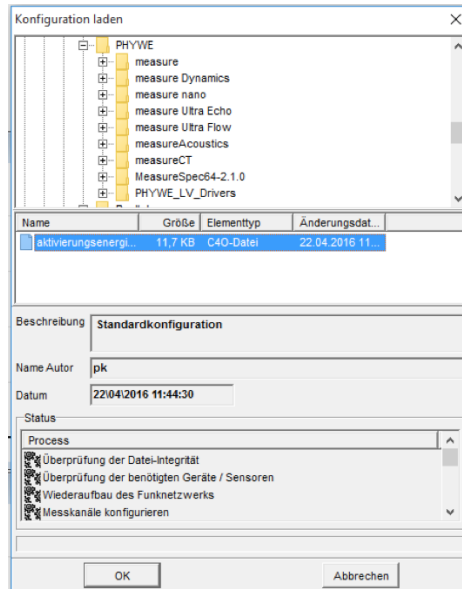 Konfiguration laden
PHYWE
measure
measure Dynamics
measure nano
measure Ultra Echo
measure Ultra Flow
measureAcoustics
measureCT
MeasureSpec64-2.1.0
PHYWE_LV_Drivers
Name Größe Elementtyp Änderungsdat...
aktivierungsenergi... 11,7 KB C4O-Datei 22.04.2016 11...
Beschreibung Standardkonfiguration
Name Autor pk
Datum 22\04\2016 11:44:30
Status
Process
Überprüfung der Datei-Integrität
Überprüfung der benötigten Geräte / Sensoren
Wiederaufbau des Funknetzwerks
Messkanäle konfigurieren
OK Abbrechen